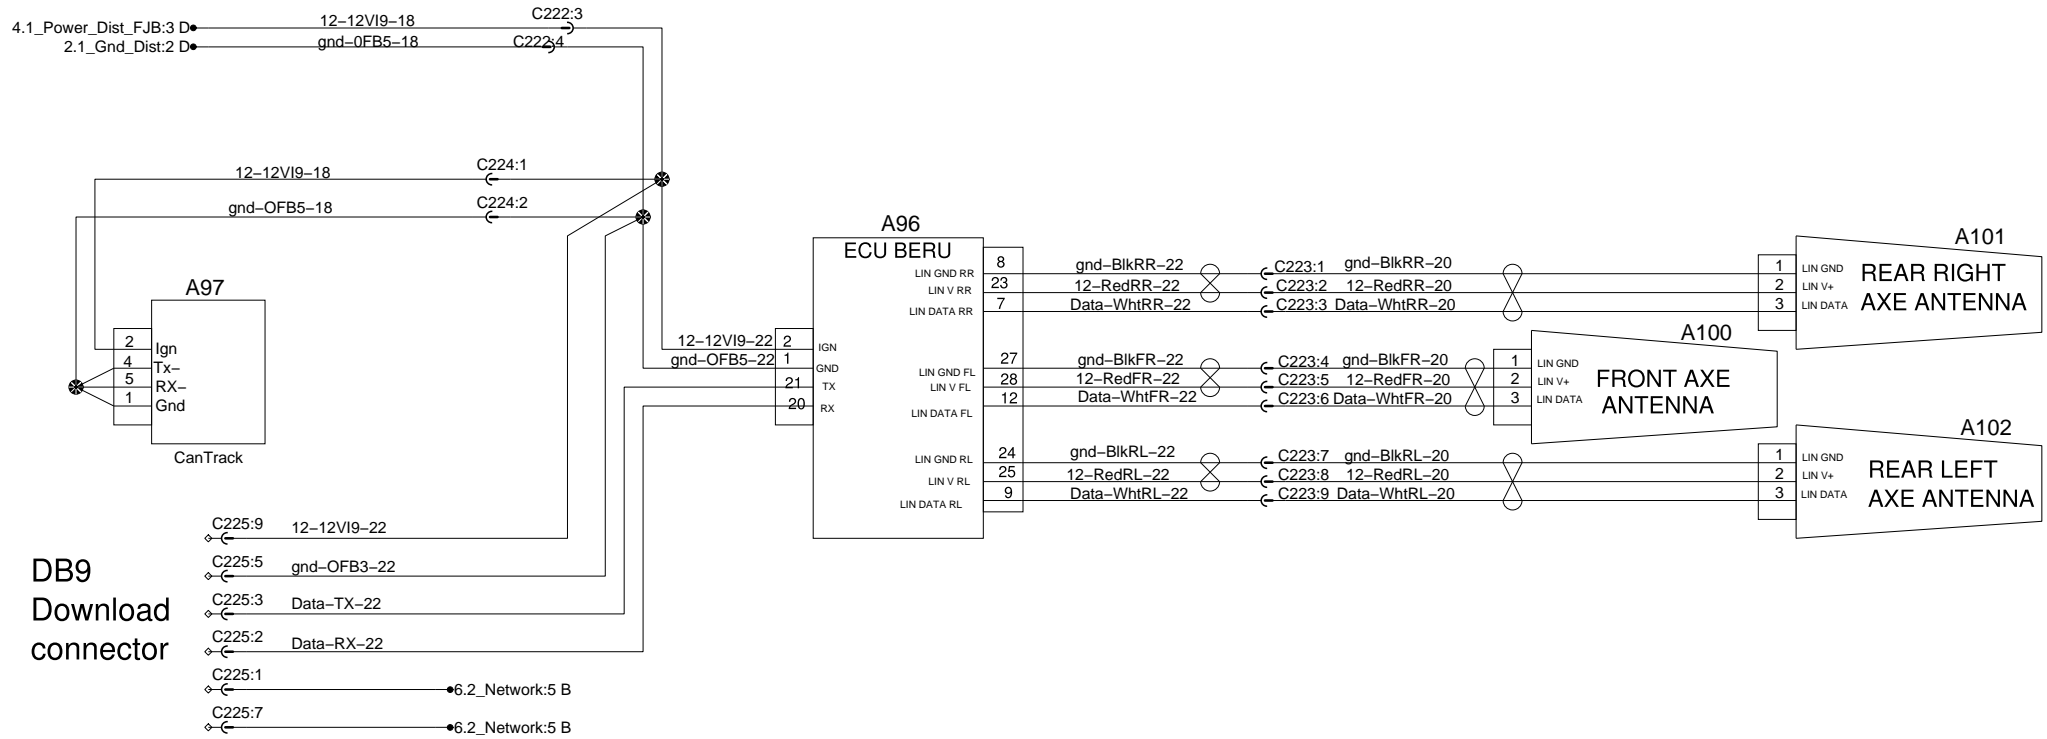 4.1_Power_Dist_FJB:3 D
12-12VI9-18
C222:3
2.1_Gnd_Dist:2 D
gnd-0FB5-18
C222:4
12-12VI9-18
C224:1
gnd-OFB5-18
C224:2
A97
2 Ign
4 Tx-
5 RX-
1 Gnd
CanTrack
A96
ECU BERU
12-12VI9-22 2 IGN
gnd-OFB5-22 1 GND
21 TX
20 RX
LIN GND RR 8 gnd-BlkRR-22 C223:1 gnd-BlkRR-20
LIN V RR 23 12-RedRR-22 C223:2 12-RedRR-20
LIN DATA RR 7 Data-WhtRR-22 C223:3 Data-WhtRR-20
A101
1 LIN GND
2 LIN V+
3 LIN DATA
REAR RIGHT
AXE ANTENNA
LIN GND FL 27 gnd-BlkFR-22 C223:4 gnd-BlkFR-20
LIN V FL 28 12-RedFR-22 C223:5 12-RedFR-20
LIN DATA FL 12 Data-WhtFR-22 C223:6 Data-WhtFR-20
A100
1 LIN GND
2 LIN V+
3 LIN DATA
FRONT AXE
ANTENNA
LIN GND RL 24 gnd-BlkRL-22 C223:7 gnd-BlkRL-20
LIN V RL 25 12-RedRL-22 C223:8 12-RedRL-20
LIN DATA RL 9 Data-WhtRL-22 C223:9 Data-WhtRL-20
A102
1 LIN GND
2 LIN V+
3 LIN DATA
REAR LEFT
AXE ANTENNA
DB9
Download
connector
C225:9 12-12VI9-22
C225:5 gnd-OFB3-22
C225:3 Data-TX-22
C225:2 Data-RX-22
C225:1 6.2_Network:5 B
C225:7 6.2_Network:5 B